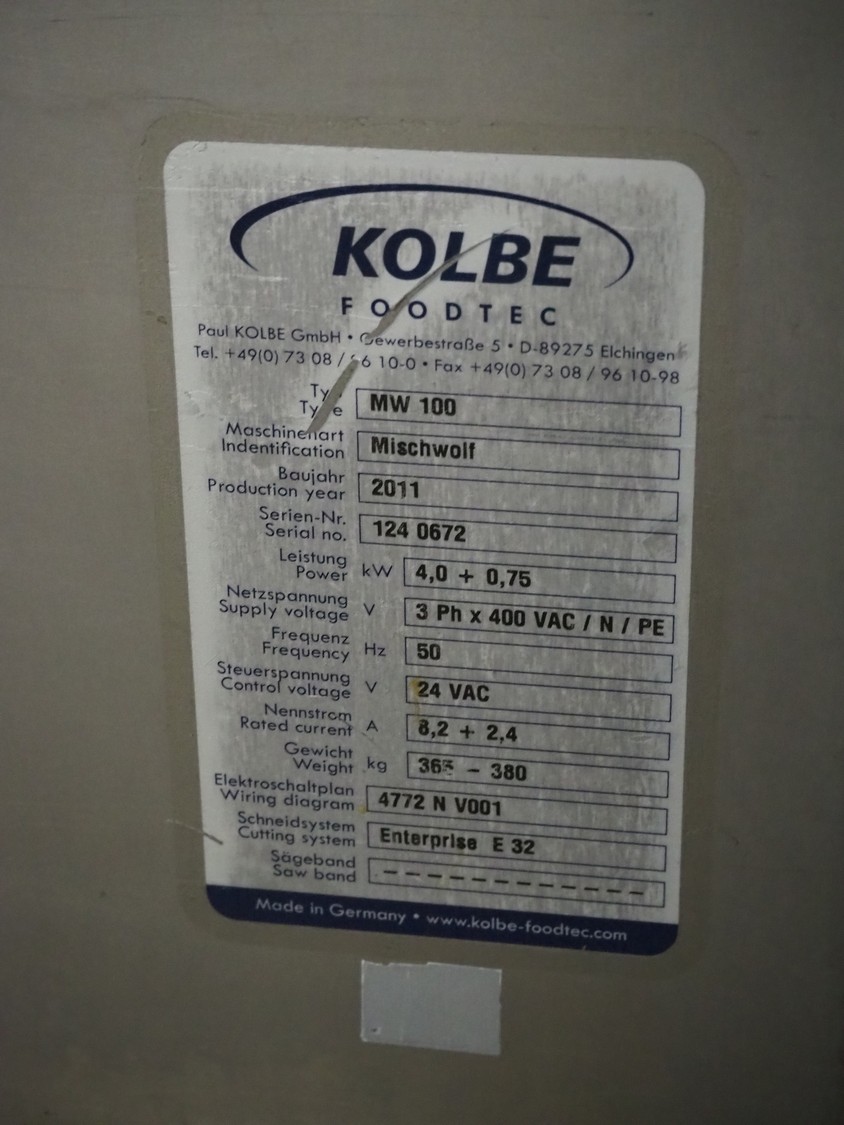 KOLBE
FOODTEC
Paul KOLBE GmbH • Gewerbestraße 5 • D-89275 Elchingen
Tel. +49(0) 73 08 / 96 10-0 • Fax +49(0) 73 08 / 96 10-98
Typ
Type MW 100
Maschinenart
Indentification Mischwolf
Baujahr
Production year 2011
Serien-Nr.
Serial no. 124 0672
Leistung
Power kW 4,0 + 0,75
Netzspannung
Supply voltage V 3 Ph x 400 VAC / N / PE
Frequenz
Frequency Hz 50
Steuerspannung
Control voltage V 24 VAC
Nennstrom
Rated current A 8,2 + 2,4
Gewicht
Weight kg – 380
Elektroschaltplan
Wiring diagram 4772 N V001
Schneidsystem
Cutting system Enterprise E 32
Sägeband
Saw band – – – – – – – – – – – – –
Made in Germany • www.kolbe-foodtec.com